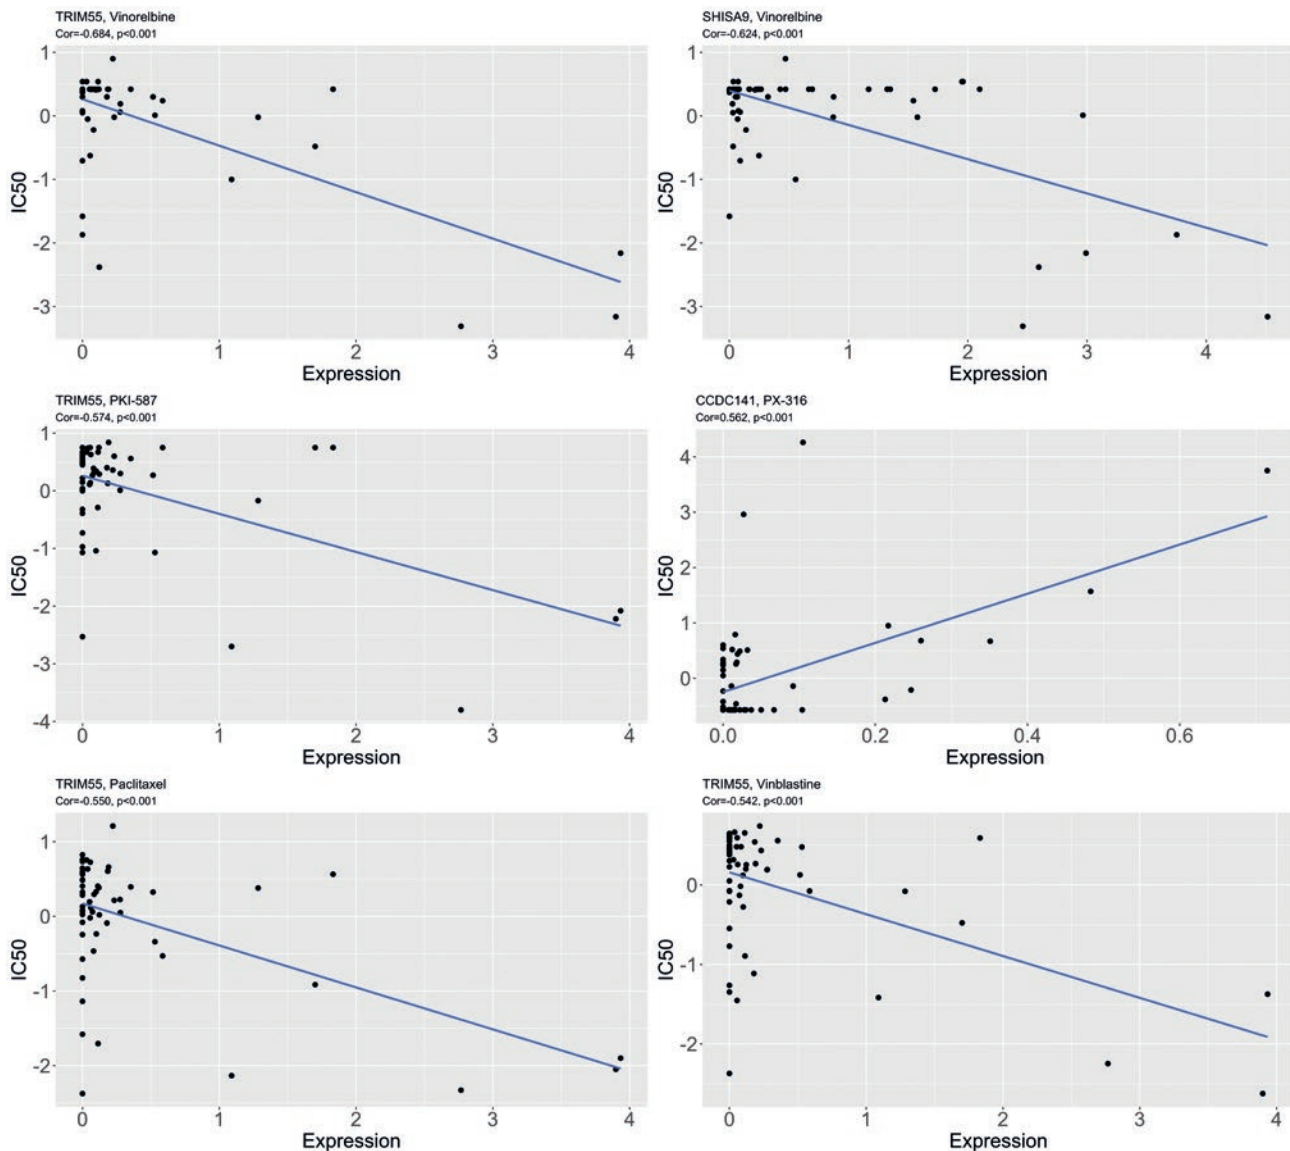 TRIM55, Vinorelbine
Cor=-0.684, p<0.001
1
0
-1
-2
-3
IC50
0 1 2 3 4
Expression
SHISA9, Vinorelbine
Cor=-0.624, p<0.001
1
0
-1
-2
-3
IC50
0 1 2 3 4
Expression
TRIM55, PKI-587
Cor=-0.574, p<0.001
1
0
-1
-2
-3
-4
IC50
0 1 2 3 4
Expression
CCDC141, PX-316
Cor=0.562, p<0.001
4
3
2
1
0
IC50
0.0 0.2 0.4 0.6
Expression
TRIM55, Paclitaxel
Cor=-0.550, p<0.001
1
0
-1
-2
IC50
0 1 2 3 4
Expression
TRIM55, Vinblastine
Cor=-0.542, p<0.001
1
0
-1
-2
IC50
0 1 2 3 4
Expression